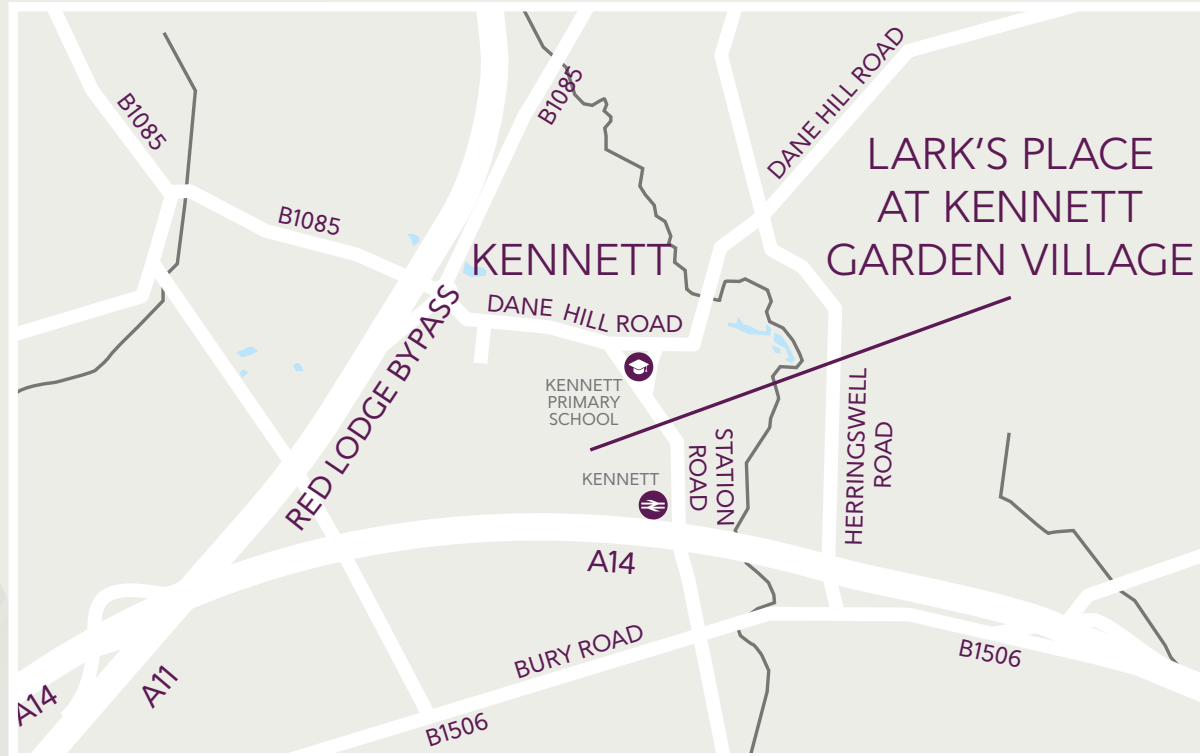 B1085
B1085
DANE HILL ROAD
LARK'S PLACE
AT KENNETT
GARDEN VILLAGE
B1085
KENNETT
DANE HILL ROAD
RED LODGE BYPASS
KENNETT
PRIMARY
SCHOOL
HERRINGSWELL
ROAD
STATION
ROAD
KENNETT
A14
BURY ROAD
B1506
A11
A14
B1506